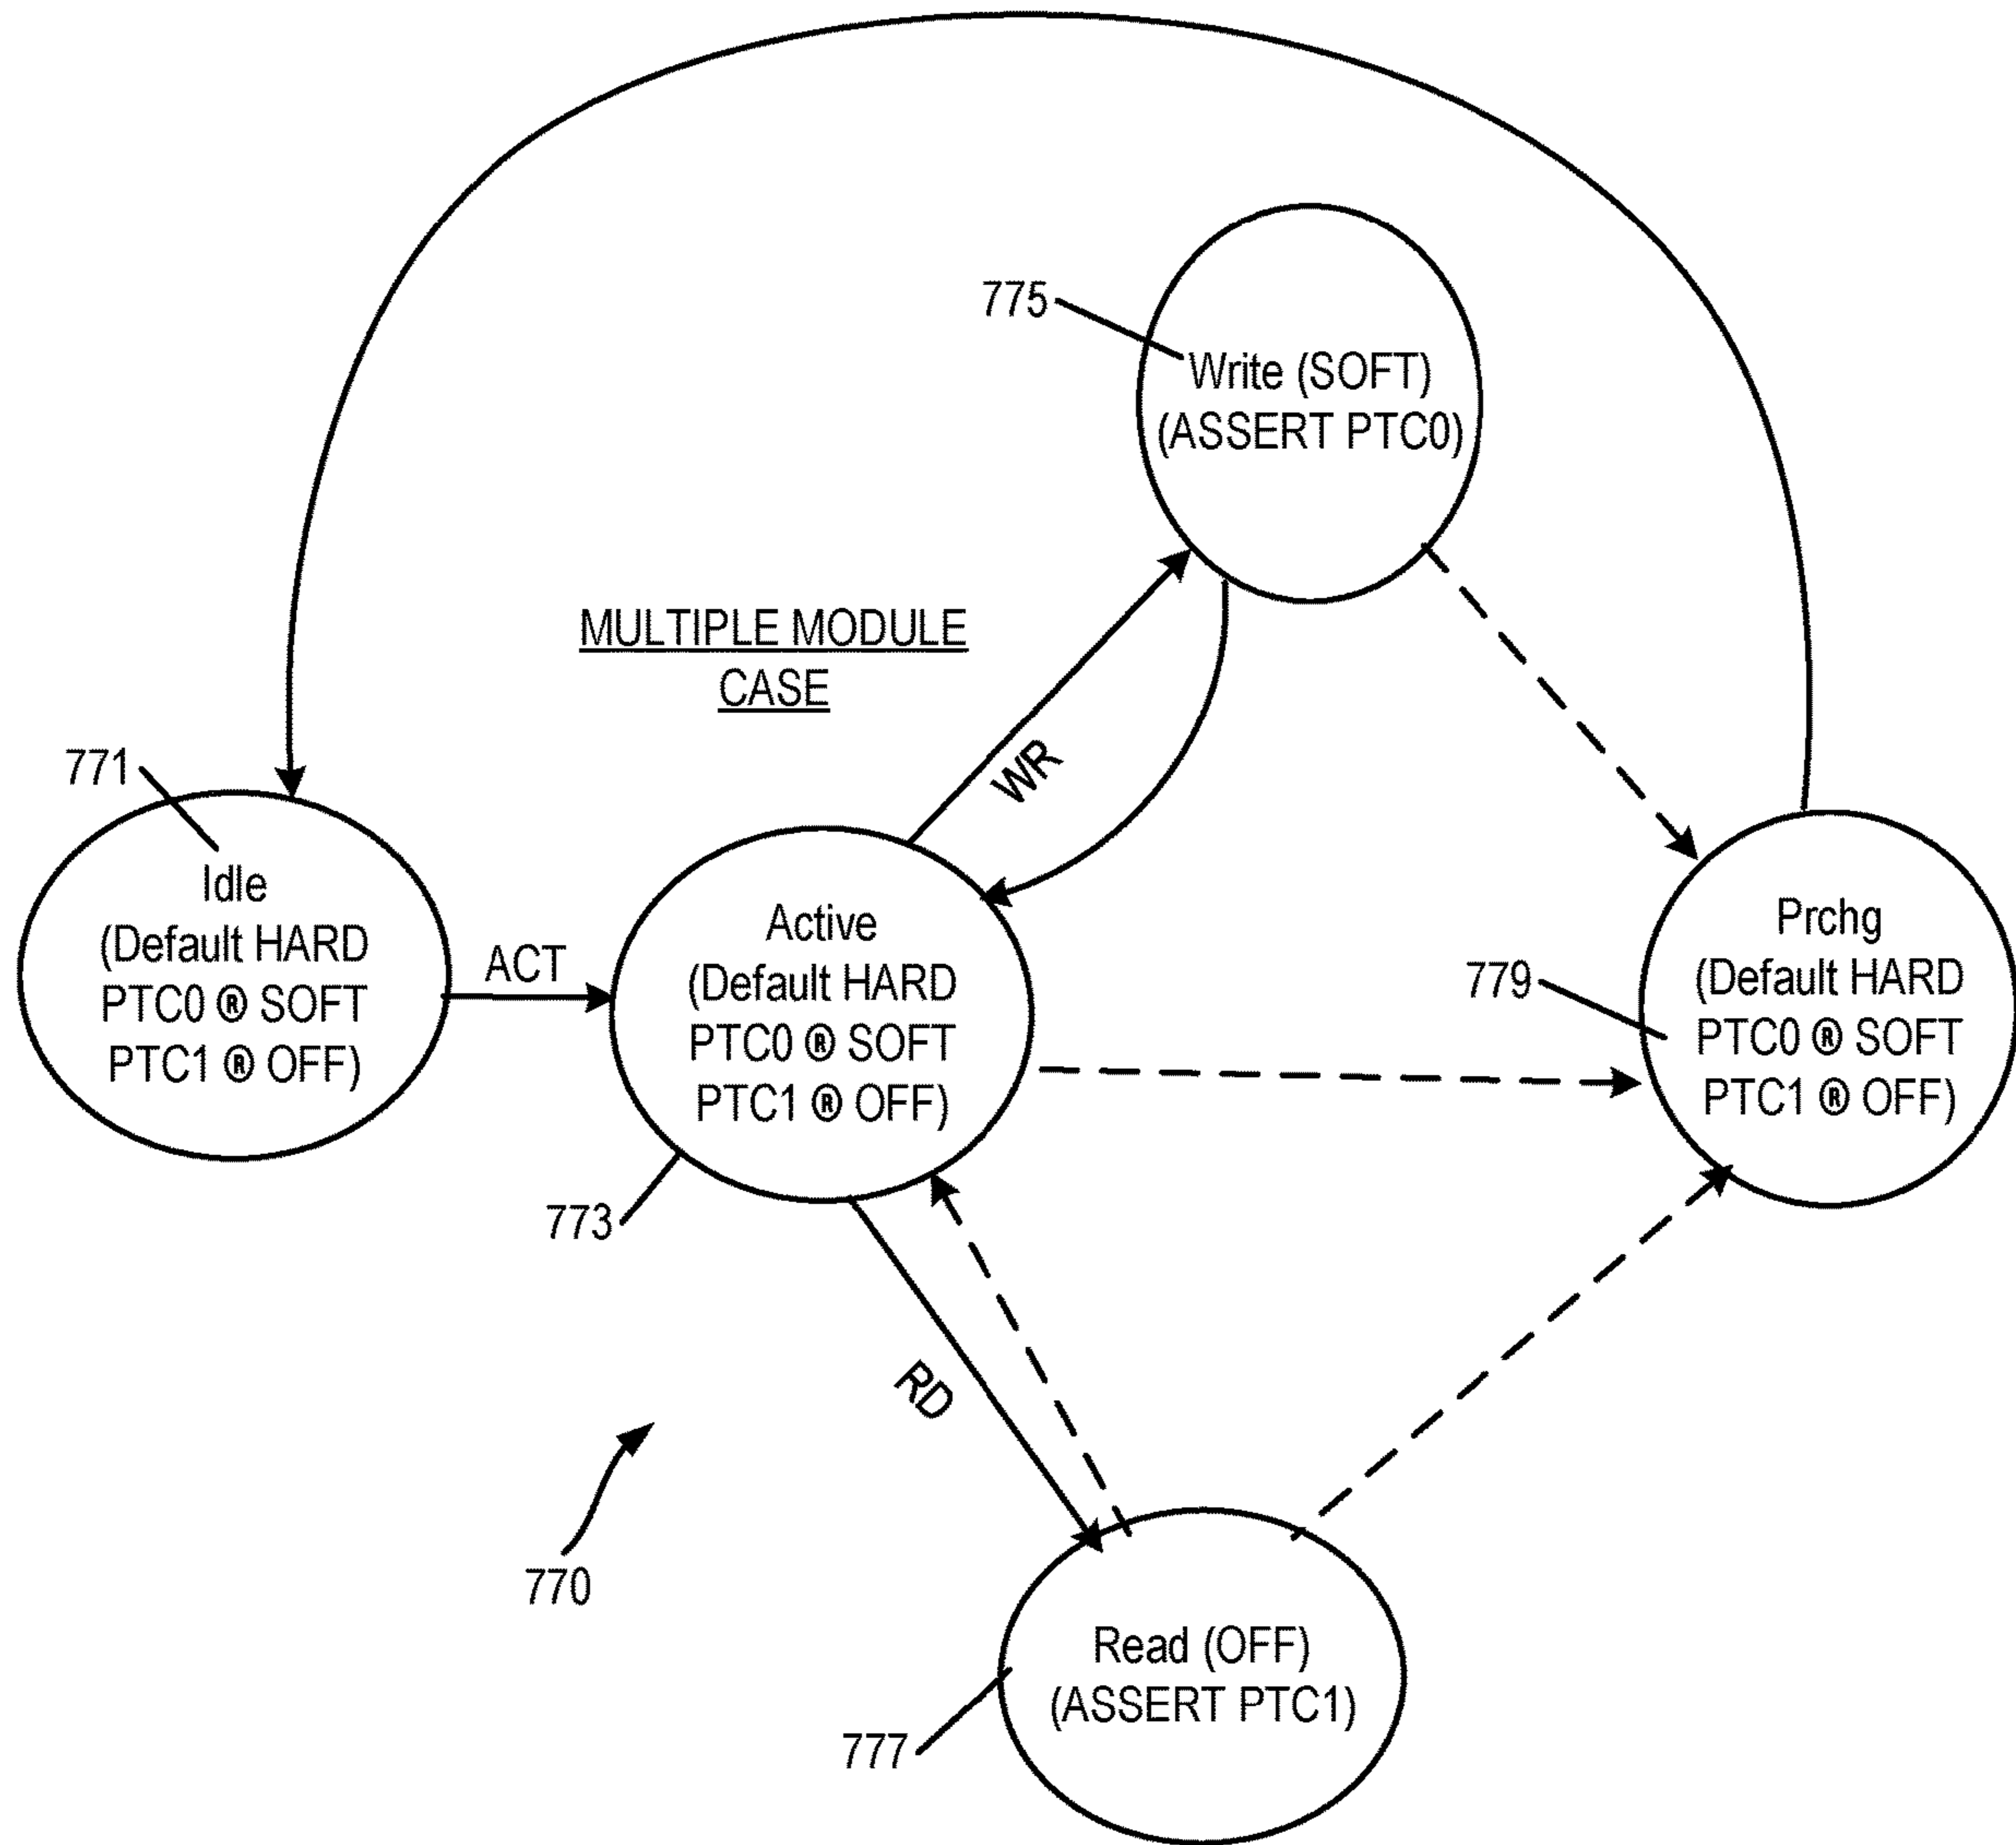 775
Write (SOFT)
(ASSERT PTC0)
MULTIPLE MODULE
CASE
WR
771
Idle
(Default HARD
PTC0 ® SOFT
PTC1 ® OFF)
ACT
Active
(Default HARD
PTC0 ® SOFT
PTC1 ® OFF)
773
779
Prchg
(Default HARD
PTC0 ® SOFT
PTC1 ® OFF)
RD
770
Read (OFF)
(ASSERT PTC1)
777